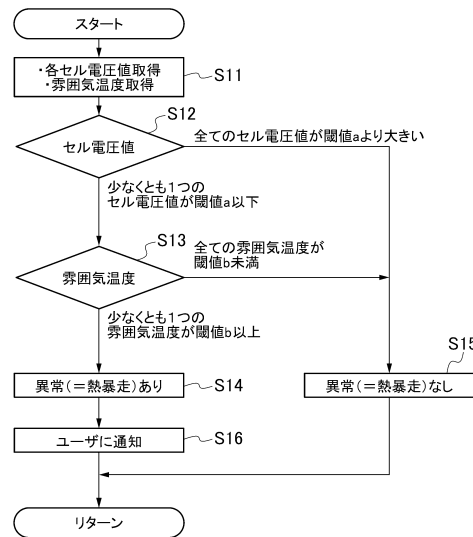 スタート
・各セル電圧値取得
・雰囲気温度取得
S11
S12
セル電圧値
全てのセル電圧値が閾値aより大きい
少なくとも1つの
セル電圧値が閾値a以下
S13
雰囲気温度
全ての雰囲気温度が
閾値b未満
少なくとも1つの
雰囲気温度が閾値b以上
異常(=熱暴走)あり
S14
S15
異常(=熱暴走)なし
ユーザに通知
S16
リターン